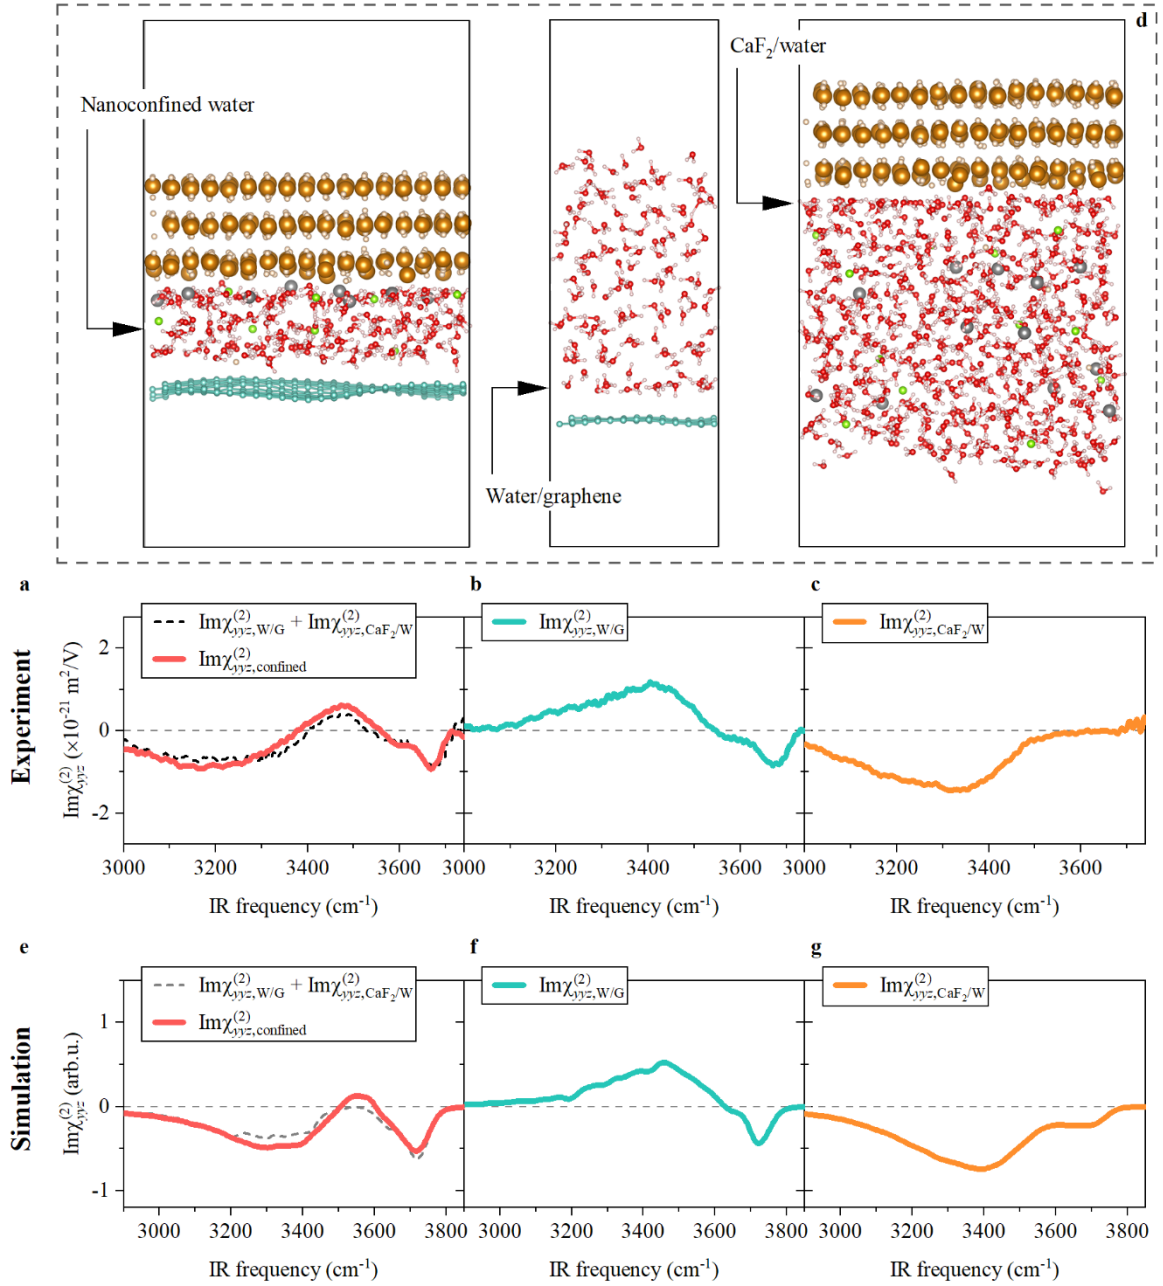 d
CaF2/water
Nanoconfined water
Water/graphene
a
b
c
Imχ(2)yyz,W/G + Imχ(2)yyz,CaF2/W
Imχ(2)yyz,confined
Imχ(2)yyz,W/G
Imχ(2)yyz,CaF2/W
Experiment
Imχ(2)yyz (×10-21 m2/V)
2
0
-2
3000 3200 3400 3600 3000 3200 3400 3600 3000 3200 3400 3600
IR frequency (cm-1)
IR frequency (cm-1)
IR frequency (cm-1)
e
f
g
Imχ(2)yyz,W/G + Imχ(2)yyz,CaF2/W
Imχ(2)yyz,confined
Imχ(2)yyz,W/G
Imχ(2)yyz,CaF2/W
Simulation
Imχ(2)yyz (arb.u.)
1
0
-1
3000 3200 3400 3600 3800 3000 3200 3400 3600 3800 3000 3200 3400 3600 3800
IR frequency (cm-1)
IR frequency (cm-1)
IR frequency (cm-1)